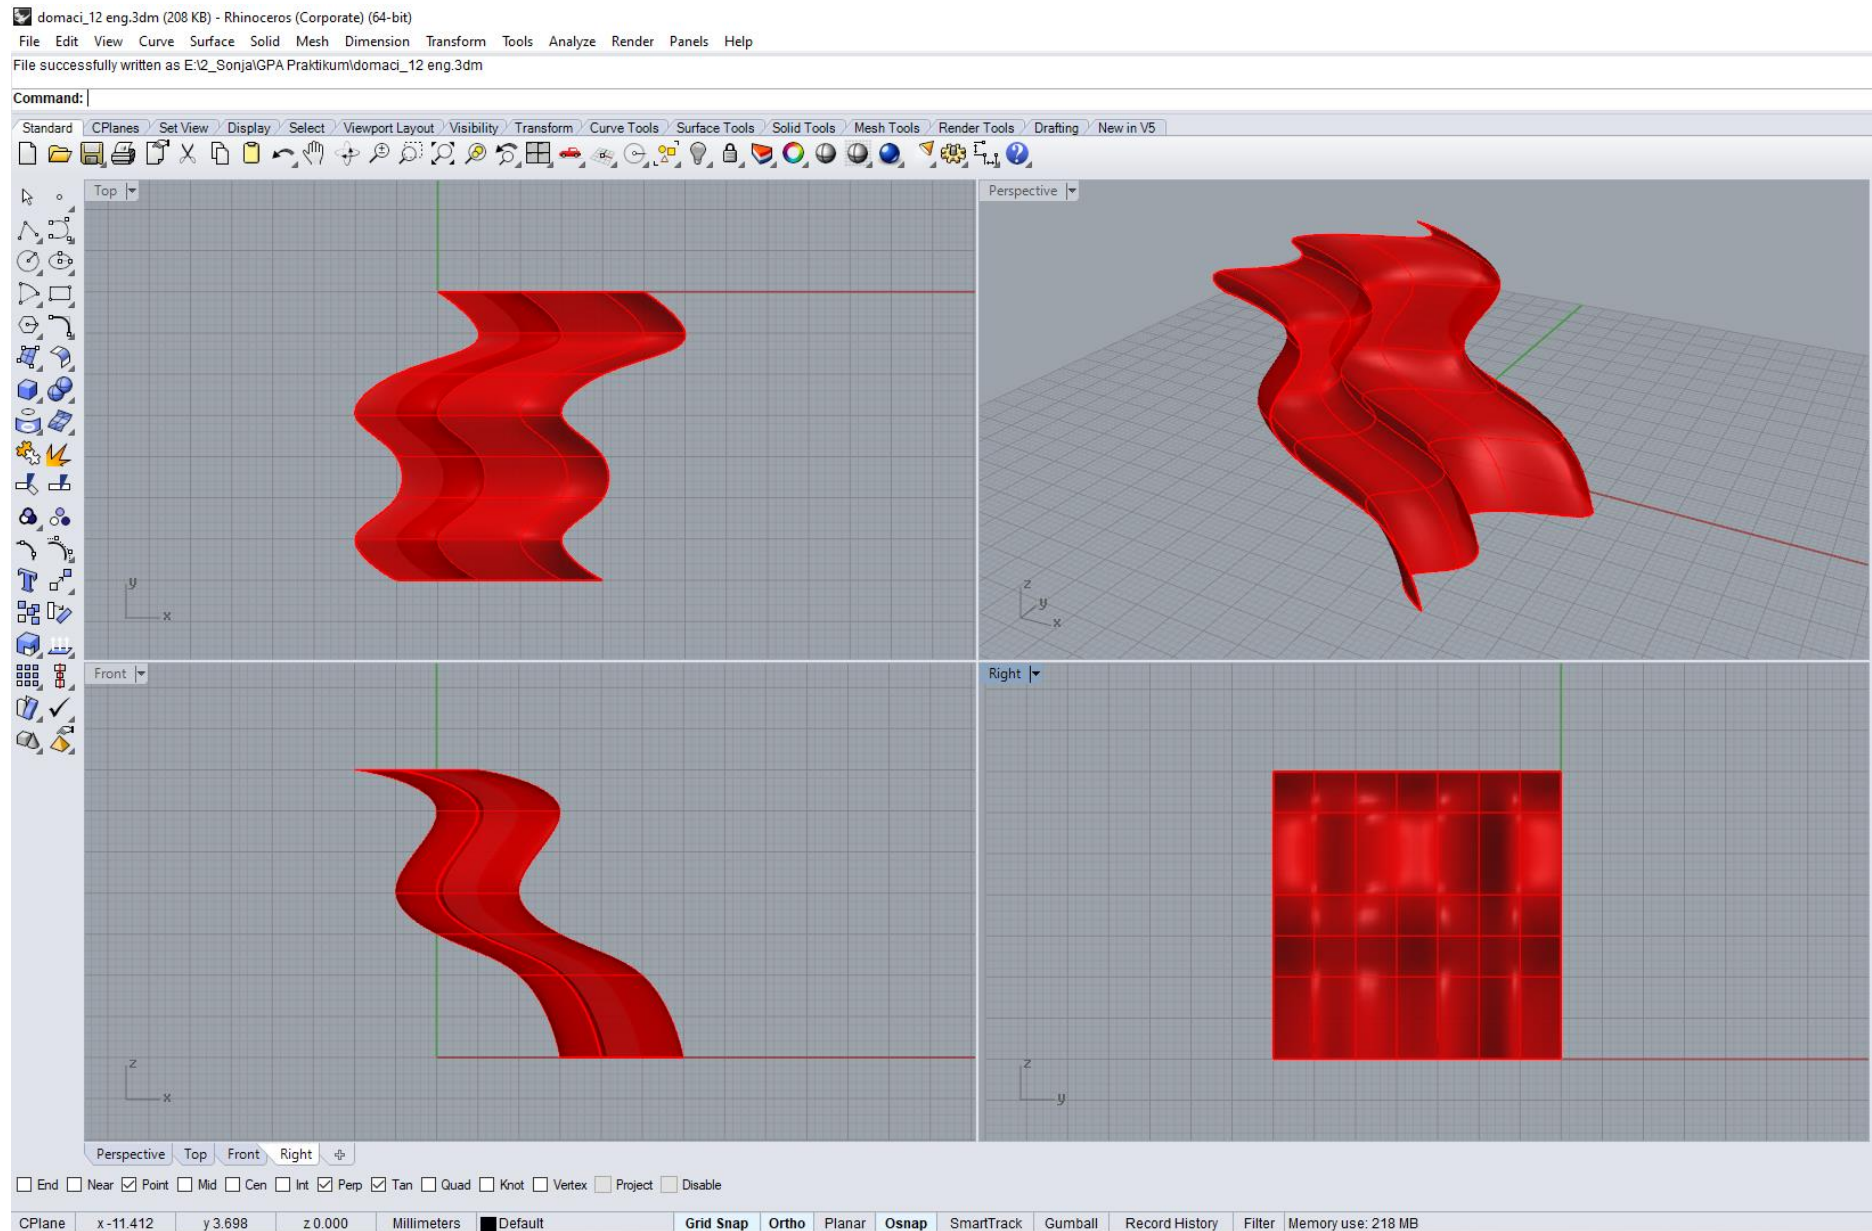 domaci_12 eng.3dm (208 KB) - Rhinoceros (Corporate) (64-bit)
File Edit View Curve Surface Solid Mesh Dimension Transform Tools Analyze Render Panels Help
File successfully written as E:\2_Sonja\GPA Praktikum\domaci_12 eng.3dm
Command:
Standard CPlanes Set View Display Select Viewport Layout Visibility Transform Curve Tools Surface Tools Solid Tools Mesh Tools Render Tools Drafting New in V5
Top
Perspective
y
x
z
y
x
Front
Right
z
x
z
y
Perspective Top Front Right
End Near Point Mid Cen Int Perp Tan Quad Knot Vertex Project Disable
CPlane x -11.412 y 3.698 z 0.000 Millimeters Default Grid Snap Ortho Planar Osnap SmartTrack Gumball Record History Filter Memory use: 218 MB